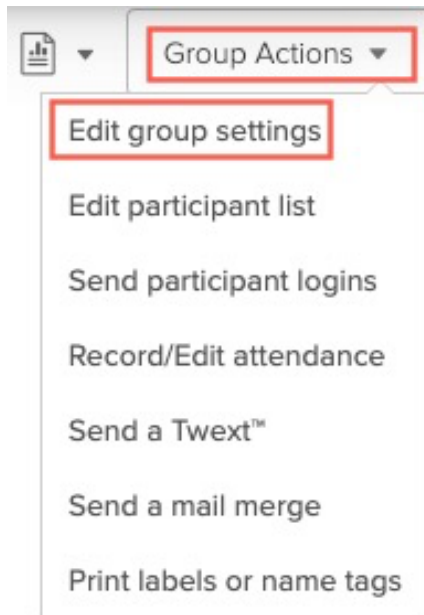 Group Actions
Edit group settings
Edit participant list
Send participant logins
Record/Edit attendance
Send a Twext™
Send a mail merge
Print labels or name tags